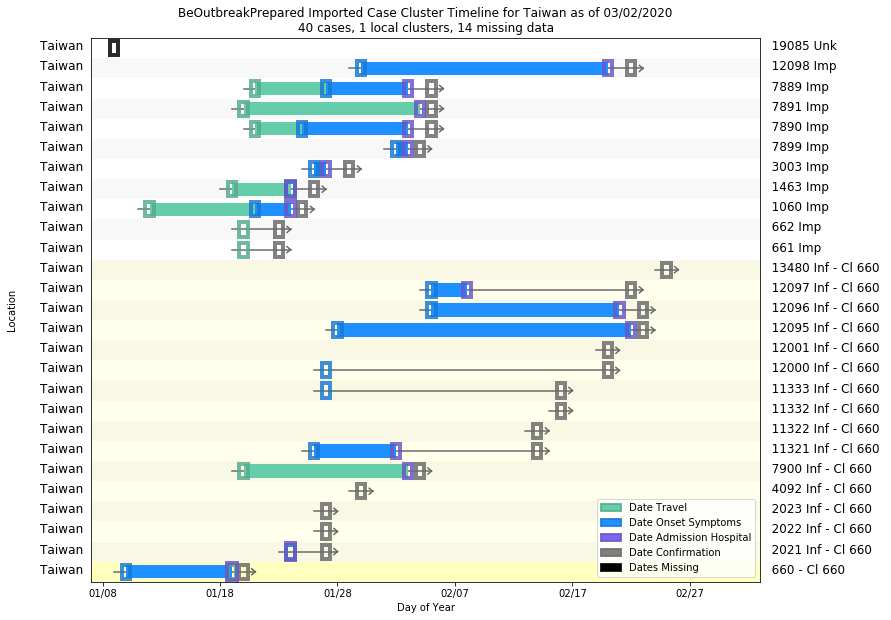 BeOutbreakPrepared Imported Case Cluster Timeline for Taiwan as of 03/02/2020
40 cases, 1 local clusters, 14 missing data
Taiwan 19085 Unk
Taiwan 12098 Imp
Taiwan 7889 Imp
Taiwan 7891 Imp
Taiwan 7890 Imp
Taiwan 7899 Imp
Taiwan 3003 Imp
Taiwan 1463 Imp
Taiwan 1060 Imp
Taiwan 662 Imp
Taiwan 661 Imp
Taiwan 13480 Inf - Cl 660
Taiwan 12097 Inf - Cl 660
Taiwan 12096 Inf - Cl 660
Taiwan 12095 Inf - Cl 660
Taiwan 12001 Inf - Cl 660
Taiwan 12000 Inf - Cl 660
Taiwan 11333 Inf - Cl 660
Taiwan 11332 Inf - Cl 660
Taiwan 11322 Inf - Cl 660
Taiwan 11321 Inf - Cl 660
Taiwan 7900 Inf - Cl 660
Taiwan 4092 Inf - Cl 660
Taiwan 2023 Inf - Cl 660
Taiwan 2022 Inf - Cl 660
Taiwan 2021 Inf - Cl 660
Taiwan 660 - Cl 660
Location
Date Travel
Date Onset Symptoms
Date Admission Hospital
Date Confirmation
Dates Missing
01/08 01/18 01/28 02/07 02/17 02/27
Day of Year